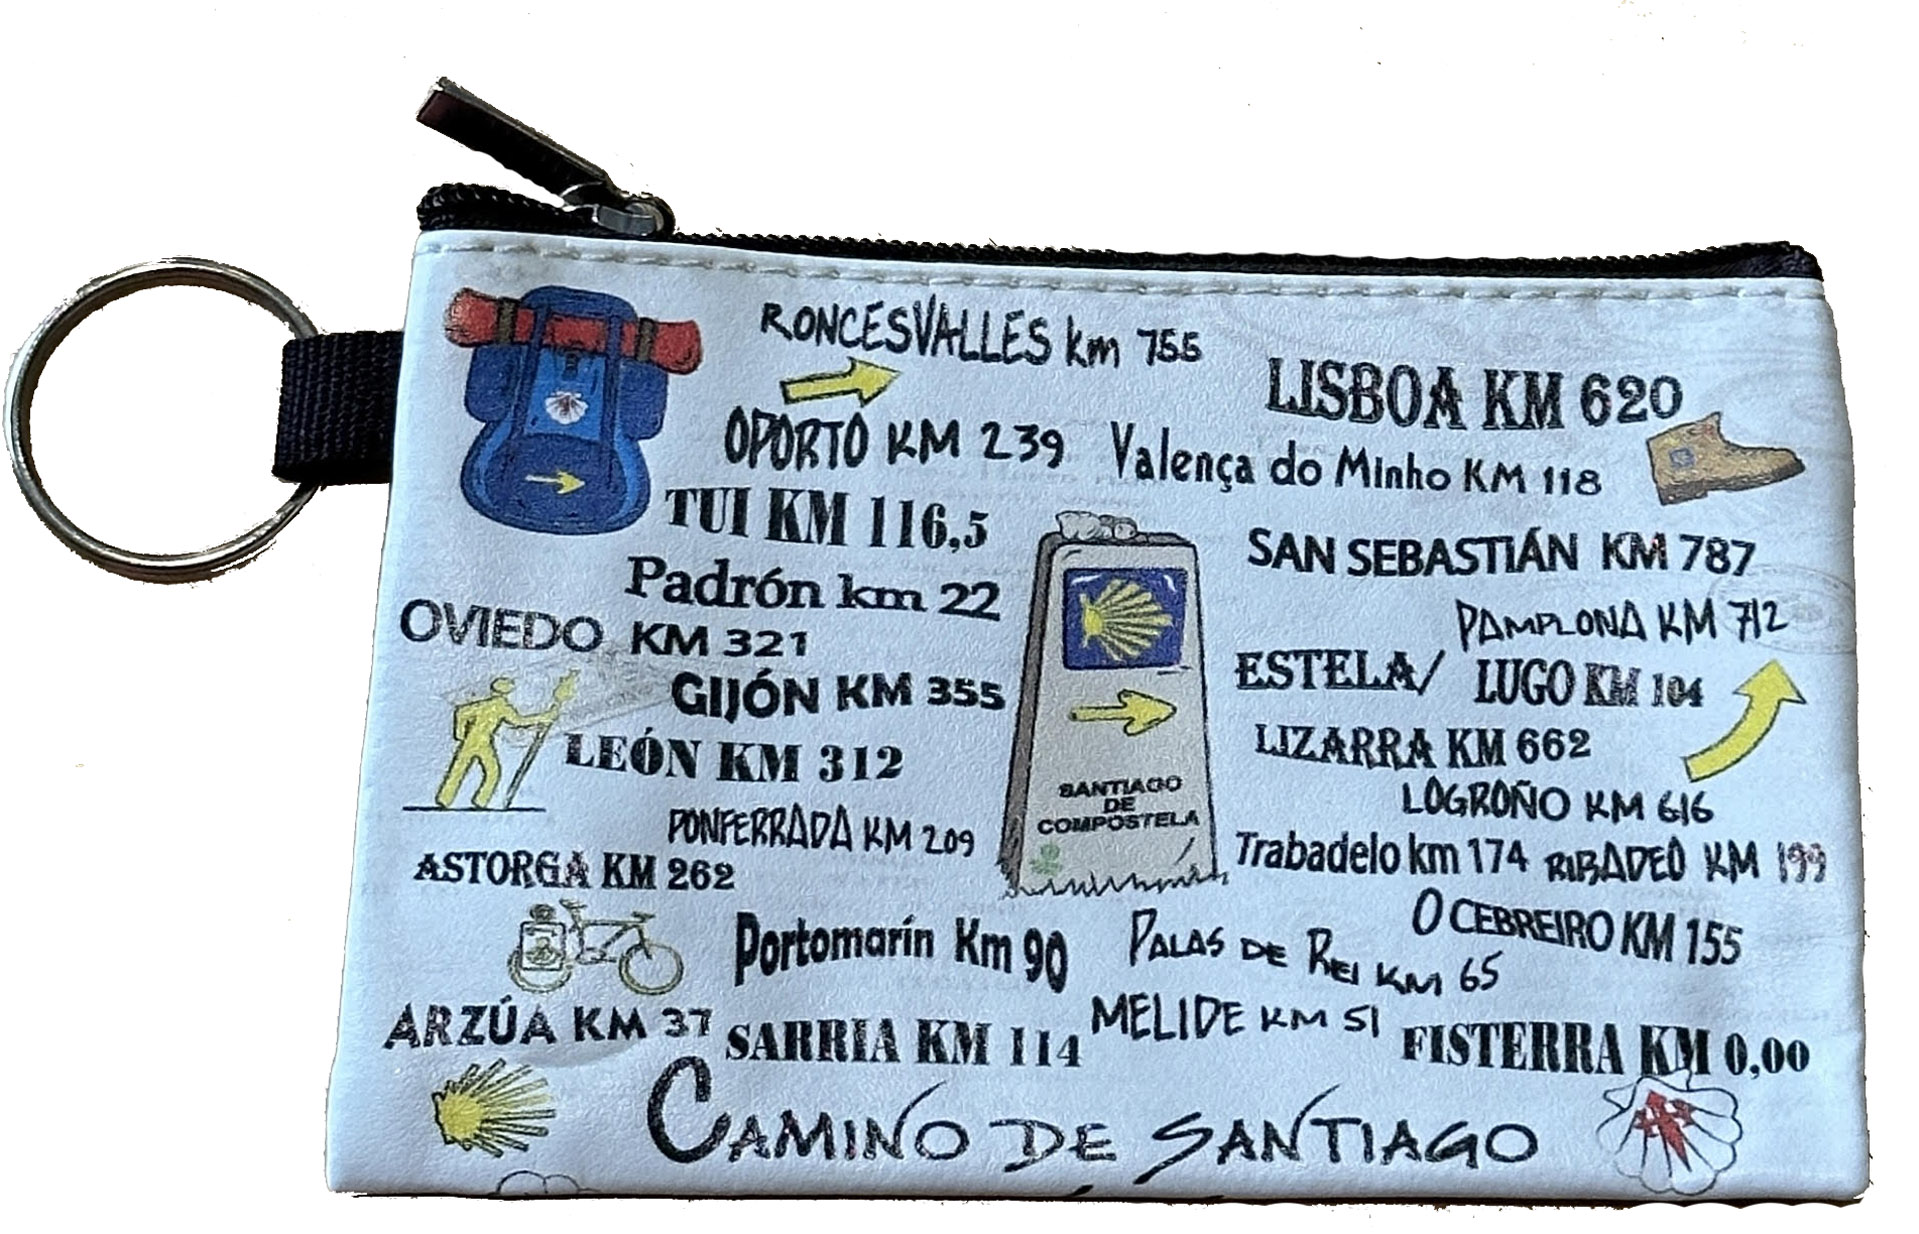 RONCESVALLES km 755
LISBOA KM 620
OPORTO KM 239
Valença do Minho KM 118
TUI KM 116,5
SAN SEBASTIÁN KM 787
Padrón km 22
PAMPLONA KM 712
OVIEDO KM 321
ESTELA/
LUGO KM 104
GIJÓN KM 355
LIZARRA KM 662
LEÓN KM 312
SANTIAGO
DE
COMPOSTELA
LOGROÑO KM 616
PONFERRADA KM 209
Trabadelo km 174
RIBADEO KM 199
ASTORGA KM 262
O CEBREIRO KM 155
Portomarín Km 90
PALAS DE REI KM 65
ARZÚA KM 37
SARRIA KM 114
MELIDE KM 51
FISTERRA KM 0,00
CAMINO DE SANTIAGO